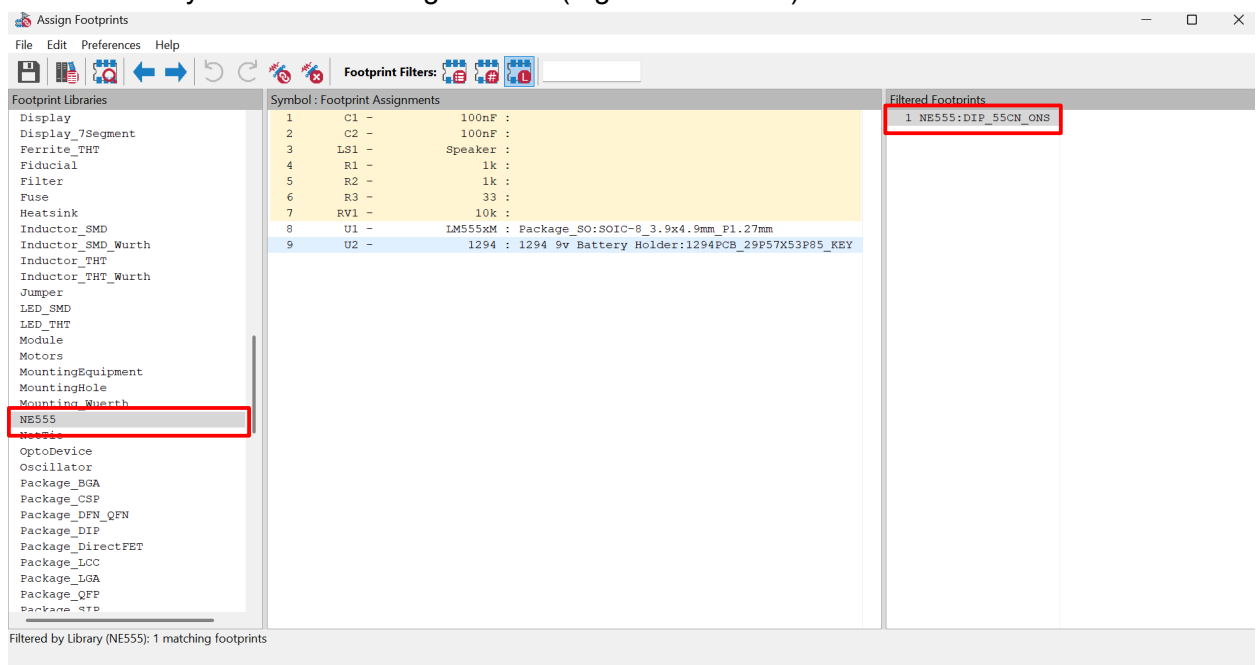 Assign Footprints
File Edit Preferences Help
Footprint Filters:
Footprint Libraries
Display
Display_7Segment
Ferrite_THT
Fiducial
Filter
Fuse
Heatsink
Inductor_SMD
Inductor_SMD_Wurth
Inductor_THT
Inductor_THT_Wurth
Jumper
LED_SMD
LED_THT
Module
Motors
MountingEquipment
MountingHole
Mounting_Wuerth
NE555
NetTie
OptoDevice
Oscillator
Package_BGA
Package_CSP
Package_DFN_QFN
Package_DIP
Package_DirectFET
Package_LCC
Package_LGA
Package_QFP
Package_SIP
Symbol : Footprint Assignments
1 C1 - 100nF :
2 C2 - 100nF :
3 LS1 - Speaker :
4 R1 - 1k :
5 R2 - 1k :
6 R3 - 33 :
7 RV1 - 10k :
8 U1 - LM555xM : Package_SO:SOIC-8_3.9x4.9mm_P1.27mm
9 U2 - 1294 : 1294 9v Battery Holder:1294PCB_29P57X53P85_KEY
Filtered Footprints
1 NE555:DIP_55CN_ONS
Filtered by Library (NE555): 1 matching footprints